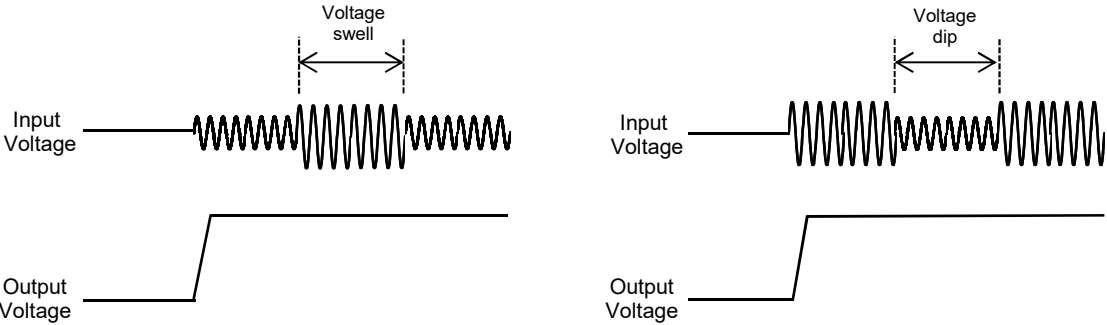 Voltage
swell
Input
Voltage
Output
Voltage
Voltage
dip
Input
Voltage
Output
Voltage